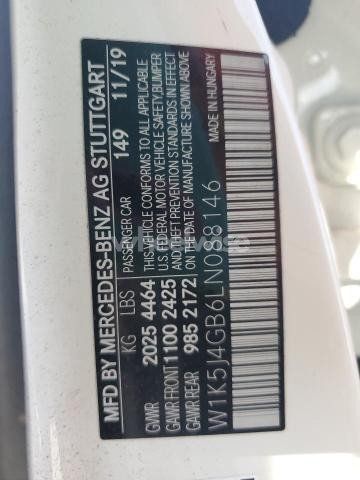 MFD BY MERCEDES-BENZ AG STUTTGART
PASSENGER CAR 149 11/19
KG LBS
GVWR 2025 4464
GAWR FRONT 1100 2425
GAWR REAR 985 2172
THIS VEHICLE CONFORMS TO ALL APPLICABLE
U.S. FEDERAL MOTOR VEHICLE SAFETY,BUMPER
AND THEFT PREVENTION STANDARDS IN EFFECT
ON THE DATE OF MANUFACTURE SHOWN ABOVE
MADE IN HUNGARY
W1K5J4GB6LN088146